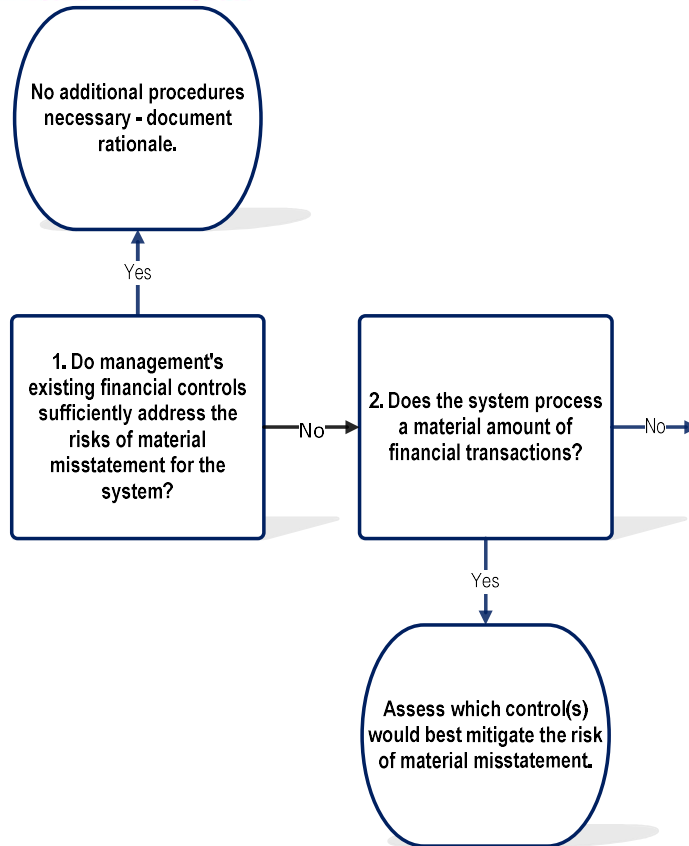 No additional procedures
necessary - document
rationale.
Yes
1. Do management's
existing financial controls
sufficiently address the
risks of material
misstatement for the
system?
No
2. Does the system process
a material amount of
financial transactions?
No
Yes
Assess which control(s)
would best mitigate the risk
of material misstatement.